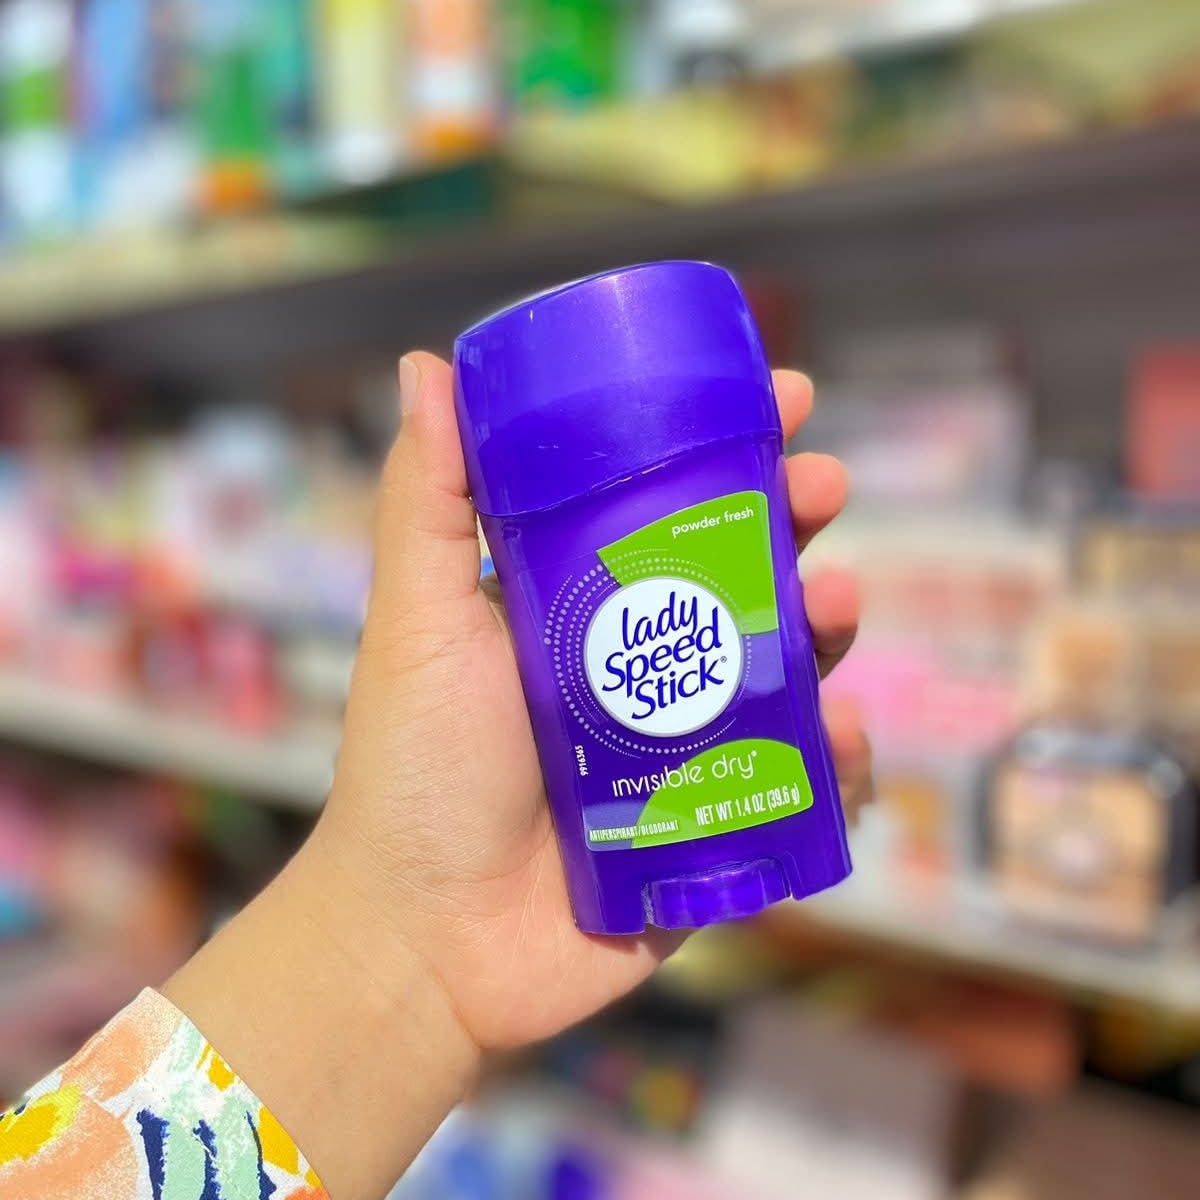 powder fresh
lady
Speed
Stick®
invisible dry®
NET WT 1.4 OZ (39.6 g)
ANTIPERSPIRANT/DEODORANT